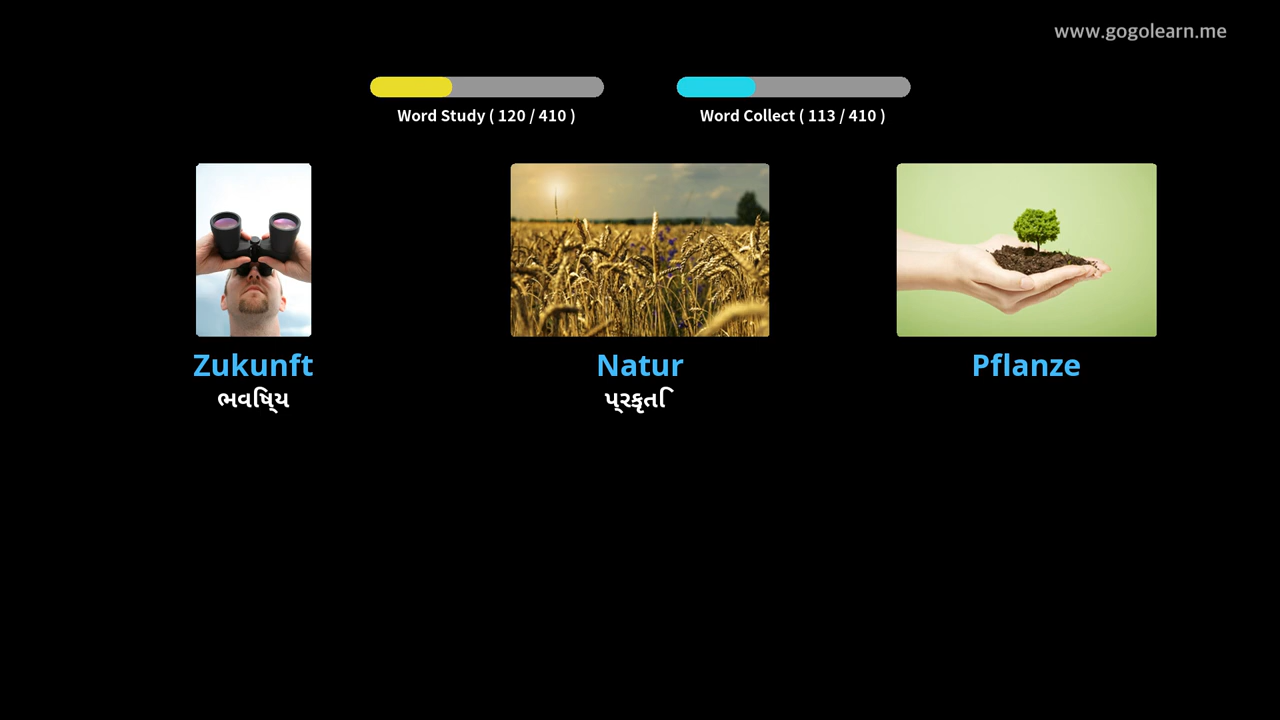 www.gogolearn.me
Word Study ( 120 / 410 )
Word Collect ( 113 / 410 )
Zukunft
ભવિષ્ય
Natur
પ્રકૃતિ
Pflanze